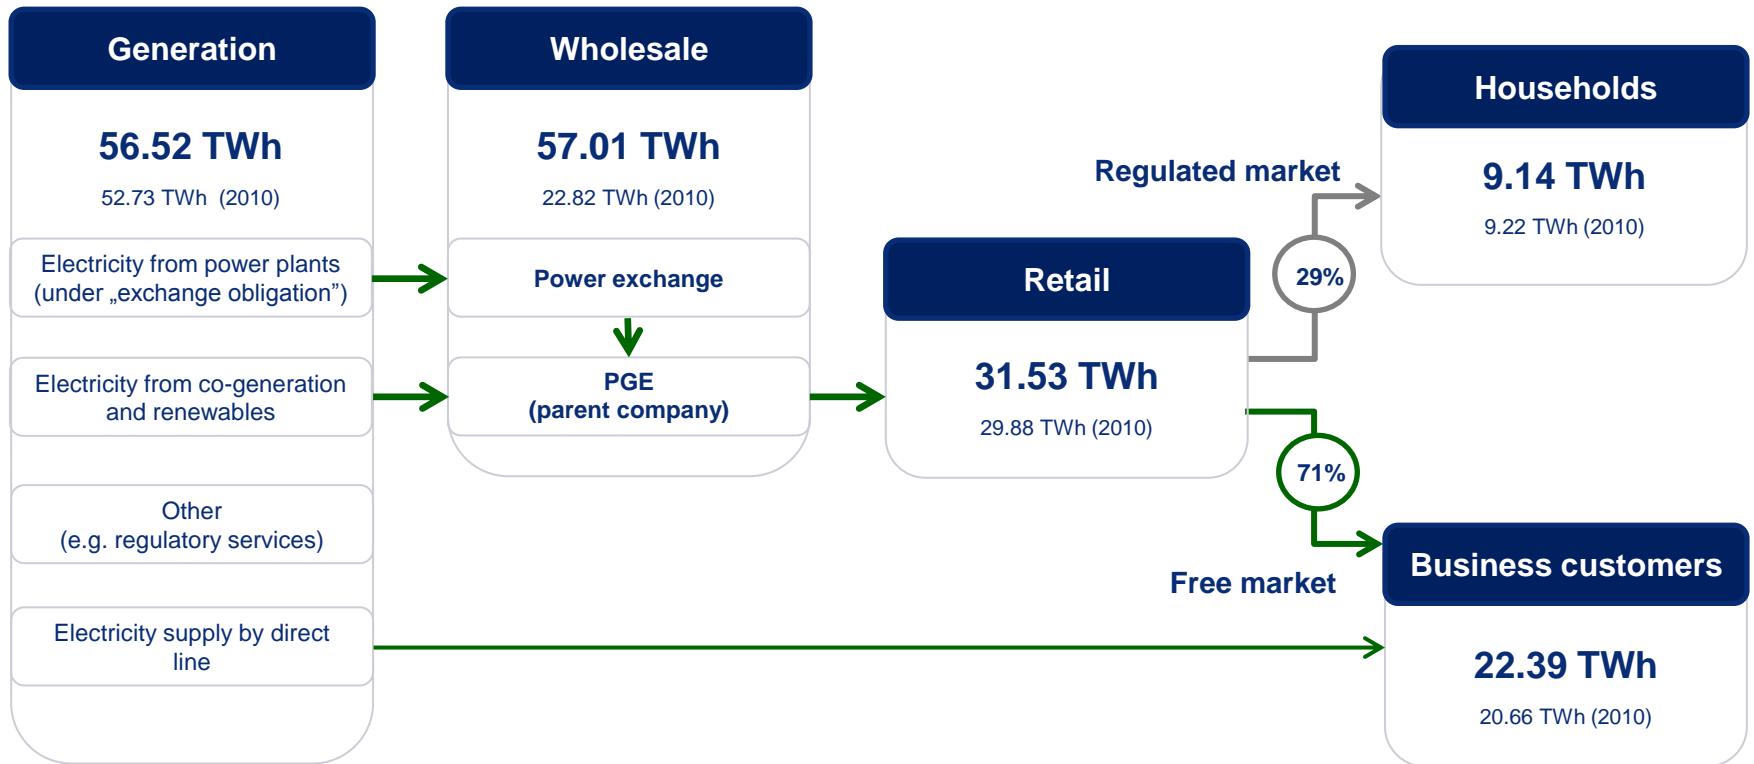 Generation
56.52 TWh
52.73 TWh (2010)
Electricity from power plants
(under „exchange obligation”)
Electricity from co-generation
and renewables
Other
(e.g. regulatory services)
Electricity supply by direct
line
Wholesale
57.01 TWh
22.82 TWh (2010)
Power exchange
PGE
(parent company)
Retail
31.53 TWh
29.88 TWh (2010)
Regulated market
29%
71%
Free market
Households
9.14 TWh
9.22 TWh (2010)
Business customers
22.39 TWh
20.66 TWh (2010)